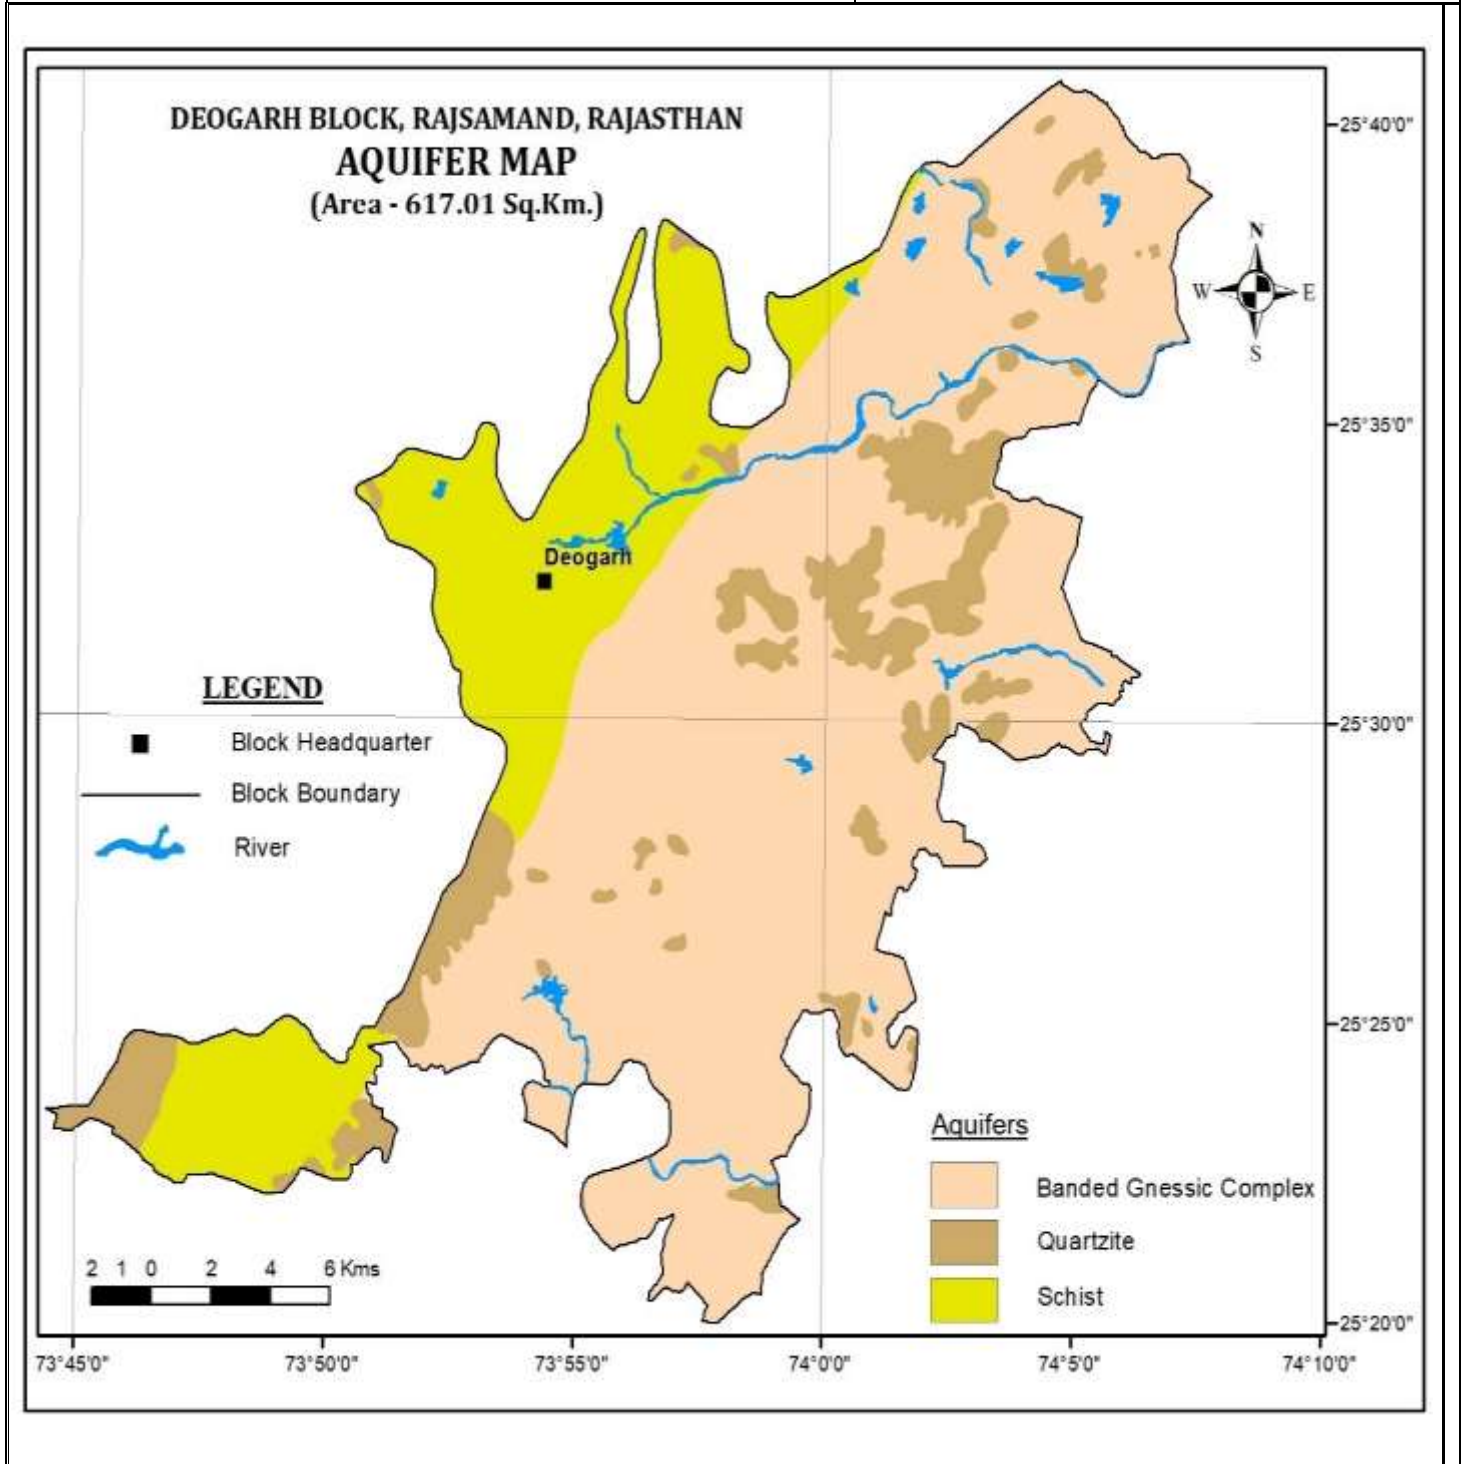 DEOGARH BLOCK, RAJSAMAND, RAJASTHAN
AQUIFER MAP
(Area - 617.01 Sq.Km.)
25°40'0"
N
W E
S
25°35'0"
Deogarh
LEGEND
25°30'0"
Block Headquarter
Block Boundary
River
25°25'0"
Aquifers
Banded Gnessic Complex
Quartzite
Schist
2 1 0 2 4 6 Kms
25°20'0"
73°45'0" 73°50'0" 73°55'0" 74°0'0" 74°5'0" 74°10'0"